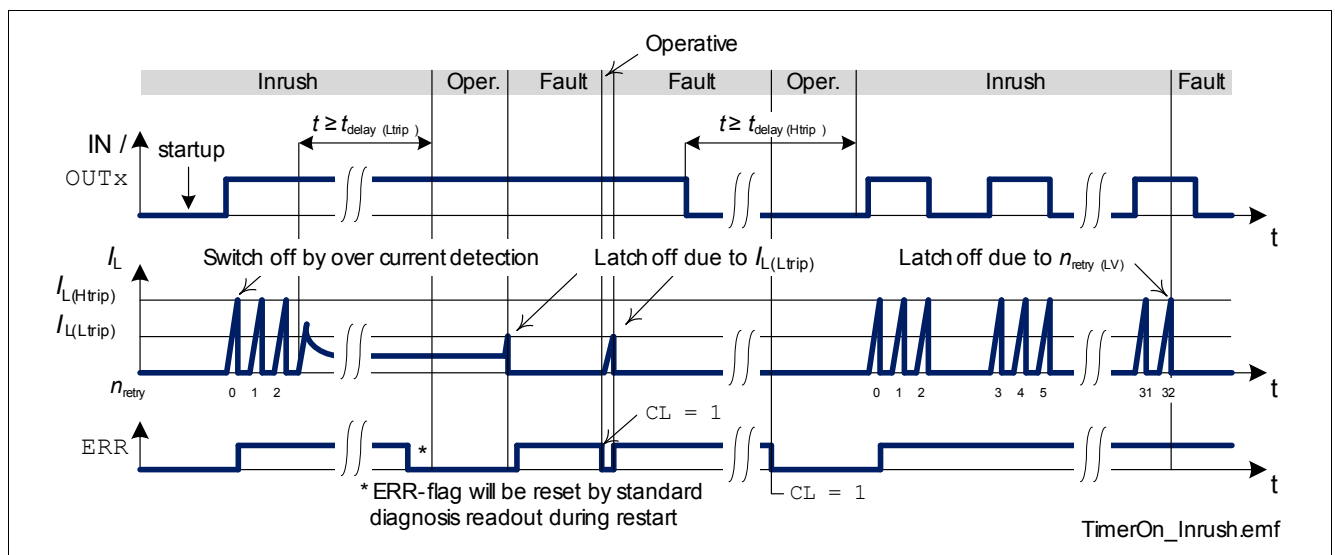 Operative
Inrush Oper. Fault Fault Oper. Inrush Fault
t ≥ tdelay (Ltrip) t ≥ tdelay (Htrip)
IN /
OUTx
startup
t
IL
Switch off by over current detection Latch off due to IL(Ltrip) Latch off due to nretry (LV)
IL(Htrip)
IL(Ltrip)
t
nretry 0 1 2 0 1 2 3 4 5 31 32
CL = 1
ERR
*
t
* ERR-flag will be reset by standard
diagnosis readout during restart
CL = 1
TimerOn_Inrush.emf